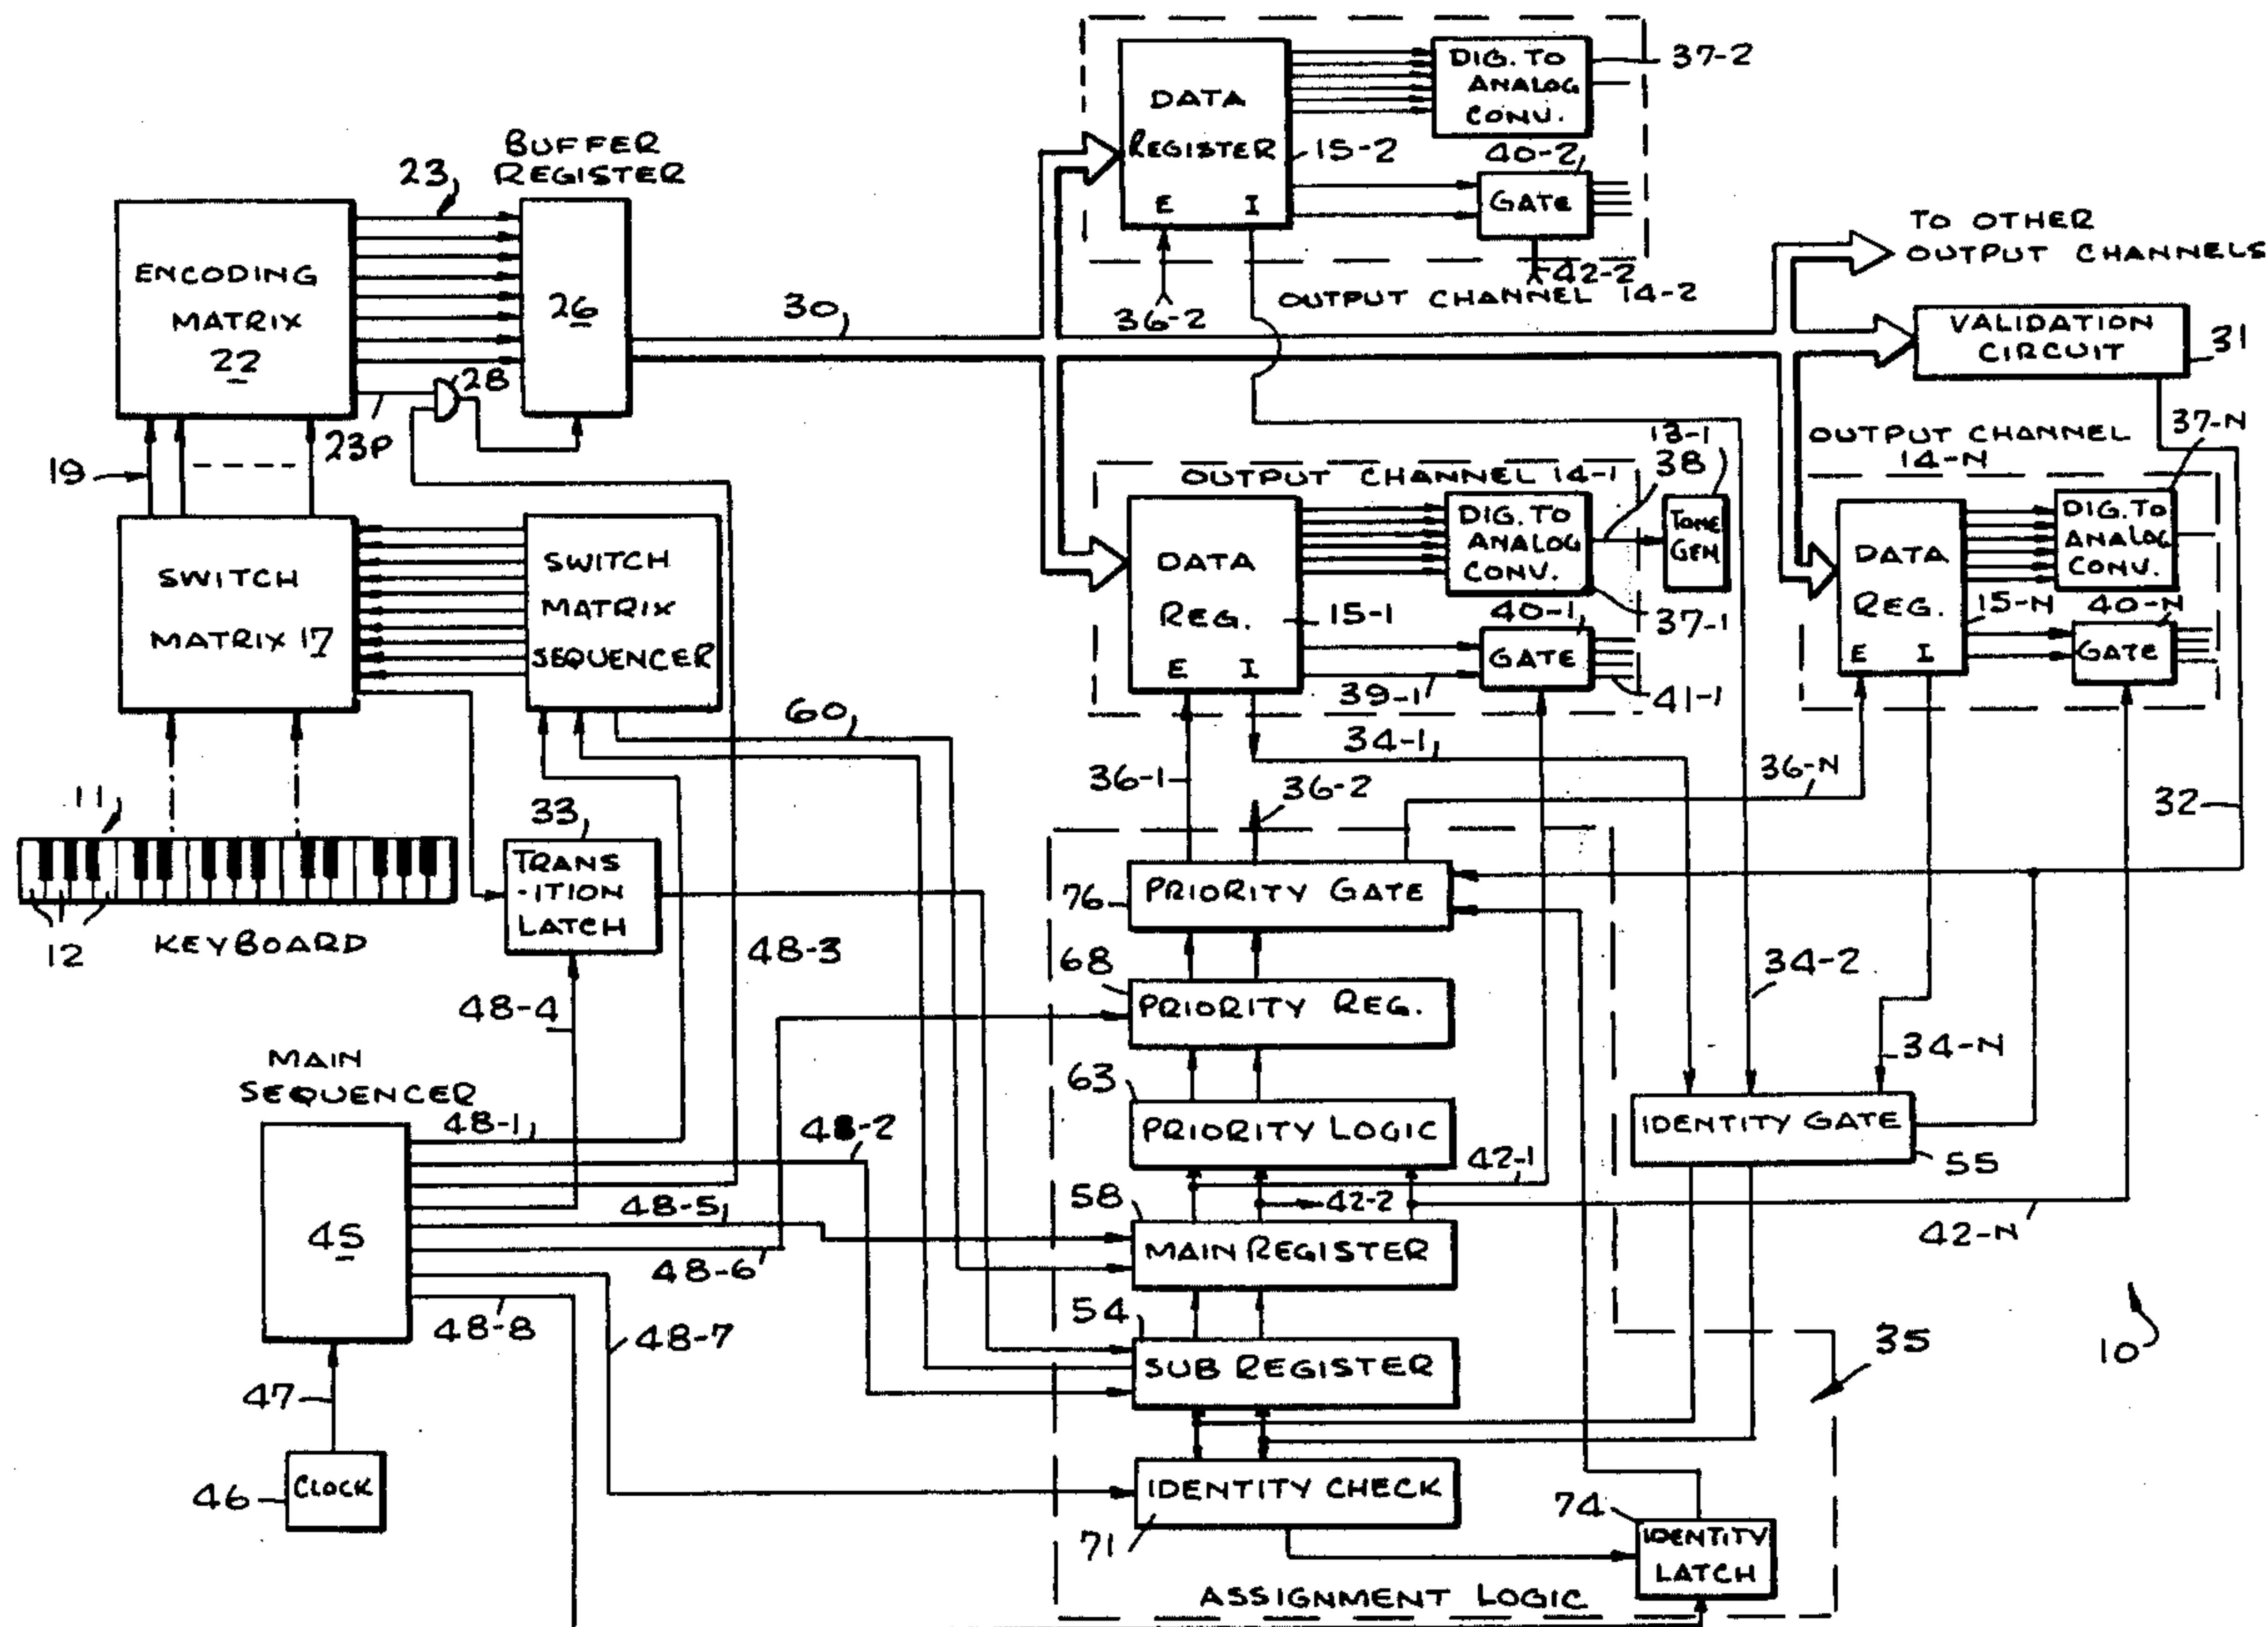 DIG. TO
ANALOG
CONV.
37-2
DATA
REGISTER
E I
15-2
40-2
GATE
42-2
36-2
OUTPUT CHANNEL 14-2
BUFFER
REGISTER
23
26
ENCODING
MATRIX
22
28
23P
30
TO OTHER
OUTPUT CHANNELS
VALIDATION
CIRCUIT
31
19
SWITCH
MATRIX 17
SWITCH
MATRIX
SEQUENCER
OUTPUT CHANNEL 14-1
DATA
REG.
E I
15-1
DIG. TO
ANALOG
CONV.
37-1
38
13-1
TONE
GEN
40-1
GATE
39-1
41-1
OUTPUT CHANNEL
14-N
37-N
DIG. TO
ANALOG
CONV.
DATA
REG.
E I
15-N
40-N
GATE
60
34-1
36-1
36-2
36-N
32
11
12
KEYBOARD
33
TRANS
-ITION
LATCH
48-3
48-4
76
PRIORITY GATE
68
PRIORITY REG.
34-2
34-N
63
PRIORITY LOGIC
IDENTITY GATE
55
MAIN
SEQUENCER
45
48-1
48-2
48-5
48-6
48-8
48-7
42-1
42-2
42-N
58
MAIN REGISTER
54
SUB REGISTER
35
10
47
46
CLOCK
IDENTITY CHECK
71
74
IDENTITY
LATCH
ASSIGNMENT LOGIC